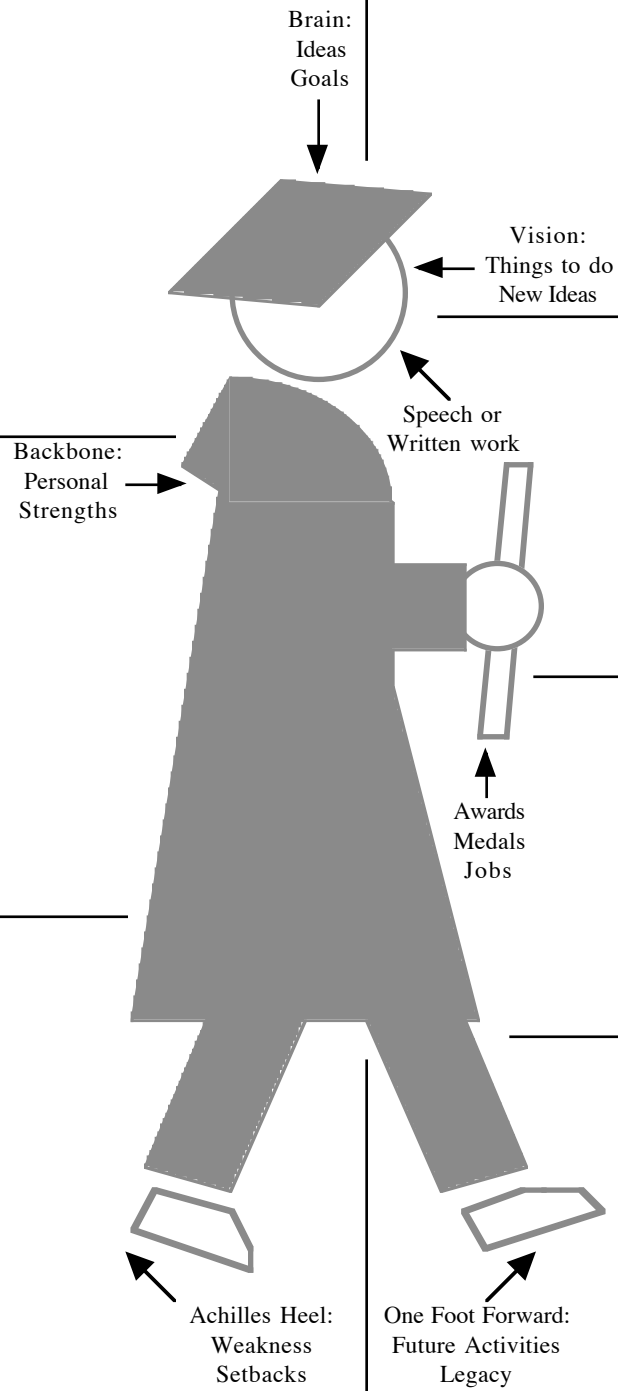 Brain:
Ideas
Goals
Vision:
Things to do
New Ideas
Speech or
Written work
Backbone:
Personal
Strengths
Awards
Medals
Jobs
Achilles Heel:
Weakness
Setbacks
One Foot Forward:
Future Activities
Legacy